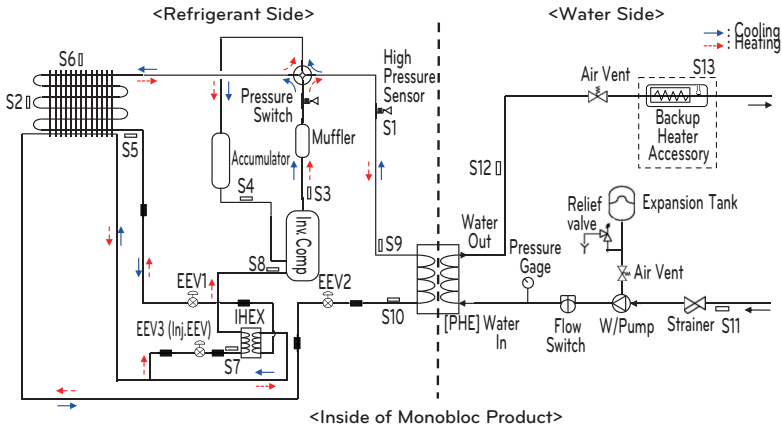 <Refrigerant Side>
<Water Side>
: Cooling
: Heating
S6
S2
S5
High
Pressure
Sensor
S1
Pressure
Switch
Muffler
Accumulator
S4
S3
Inv.Comp
S8
S9
Air Vent
S13
Backup
Heater
Accessory
S12
Relief
valve
Expansion Tank
Water
Out
Pressure
Gage
Air Vent
EEV1
EEV2
IHEX
EEV3 (Inj.EEV)
S7
S10
[PHE] Water
In
Flow
Switch
W/Pump
Strainer
S11
<Inside of Monobloc Product>